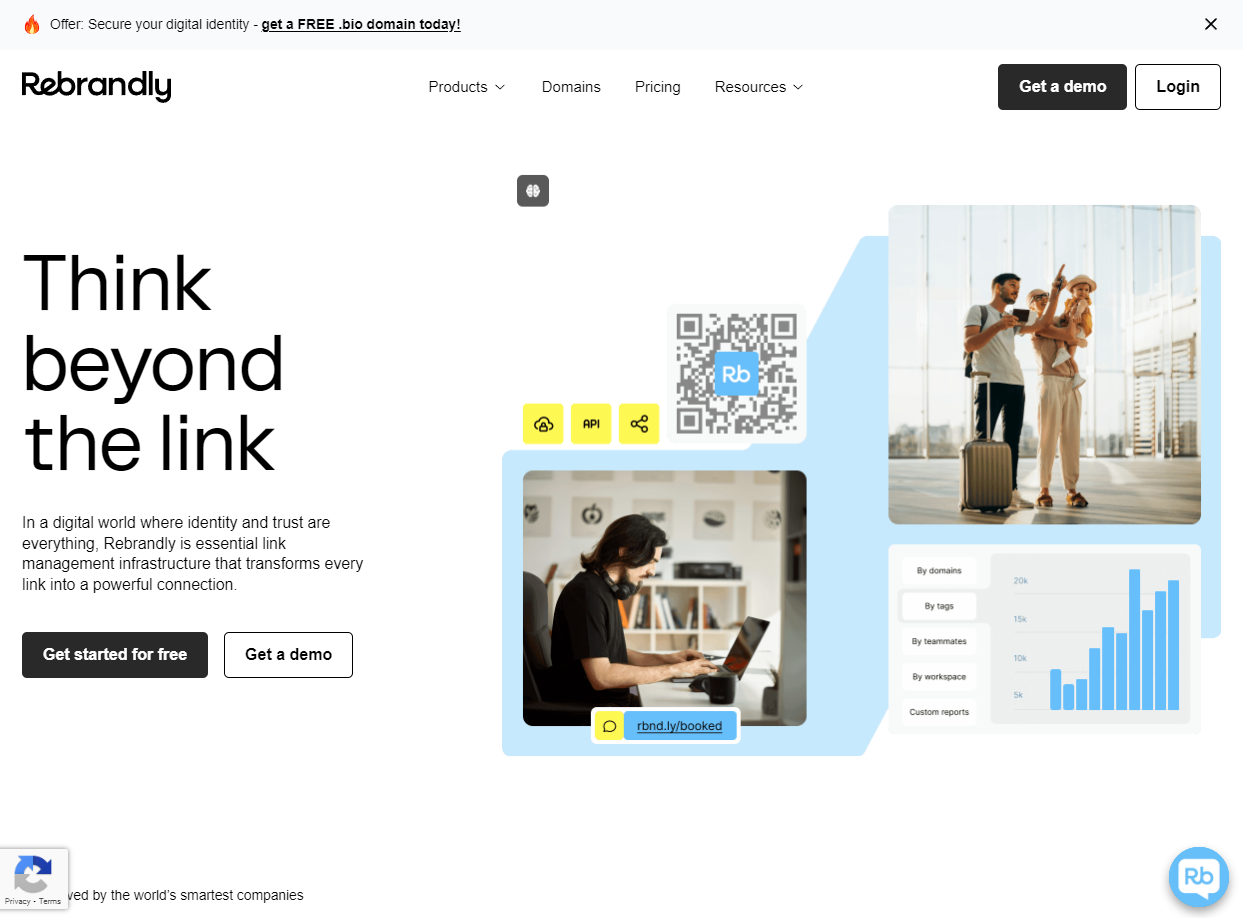 Offer: Secure your digital identity - get a FREE .bio domain today!
Rebrandly
Products
Domains
Pricing
Resources
Get a demo
Login
Think
beyond
the link
In a digital world where identity and trust are
everything, Rebrandly is essential link
management infrastructure that transforms every
link into a powerful connection.
Get started for free
Get a demo
Rb
API
rbnd.ly/booked
By domains
By tags
By teammates
By workspace
Custom reports
20k
15k
10k
5k
Privacy - Terms
ved by the world's smartest companies
Rb